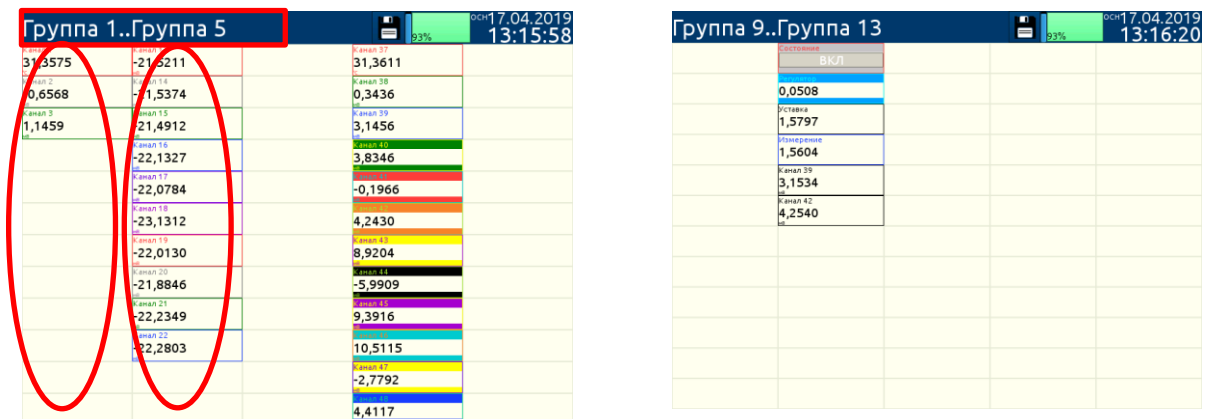 Группа 1..Группа 5
93%
осн17.04.2019
13:15:58
31,3575
°C
Канал 2
0,6568
Канал 3
1,1459
-21,5211
Канал 14
-21,5374
Канал 15
-21,4912
Канал 16
-22,1327
Канал 17
-22,0784
Канал 18
-23,1312
Канал 19
-22,0130
Канал 20
-21,8846
Канал 21
-22,2349
Канал 22
-22,2803
Канал 37
31,3611
°C
Канал 38
0,3436
Канал 39
3,1456
Канал 40
3,8346
-0,1966
Канал 42
4,2430
Канал 43
8,9204
Канал 44
-5,9909
Канал 45
9,3916
10,5115
Канал 47
-2,7792
Канал 48
4,4117
Группа 9..Группа 13
93%
осн17.04.2019
13:16:20
Состояние
ВКЛ
Регулятор
0,0508
Уставка
1,5797
Измерение
1,5604
Канал 39
3,1534
Канал 42
4,2540